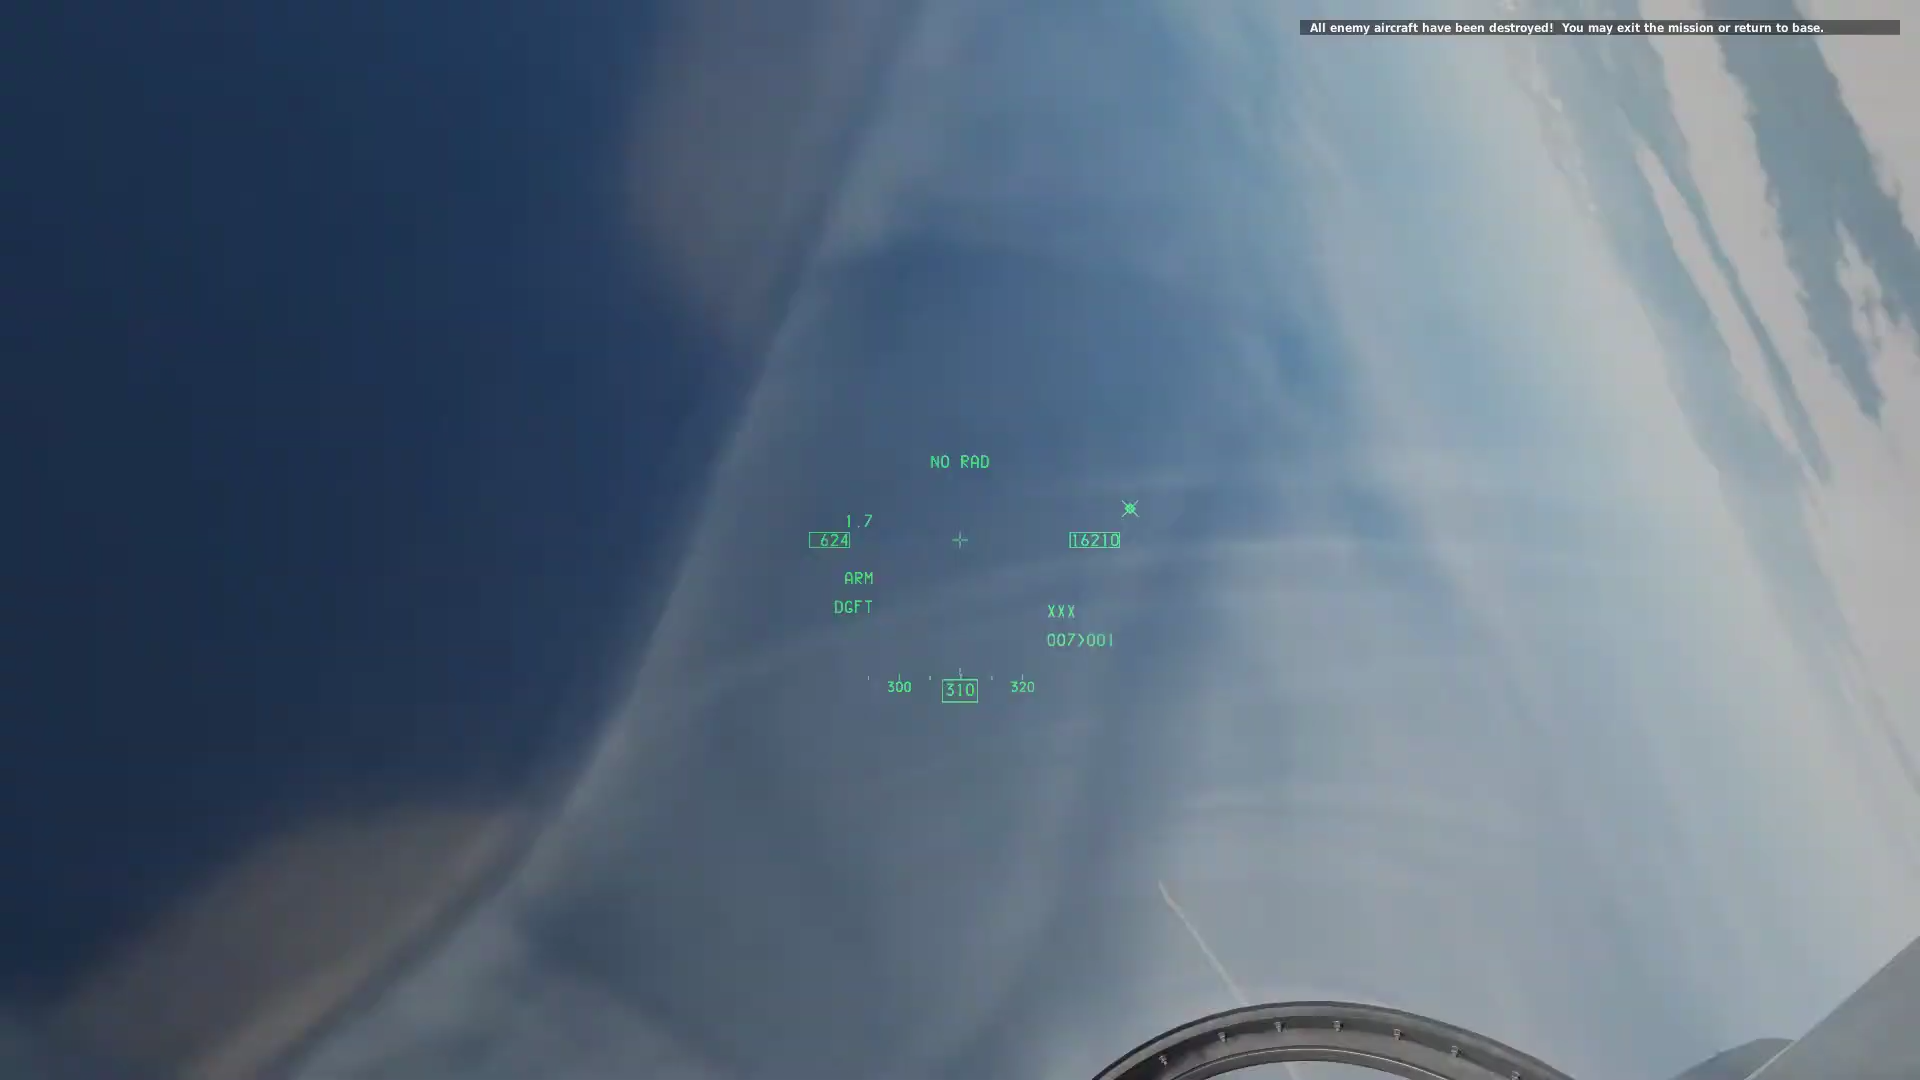 All enemy aircraft have been destroyed!  You may exit the mission or return to base.
NO RAD
1.7
624
16210
ARM
DGFT
XXX
007>001
300 310 320